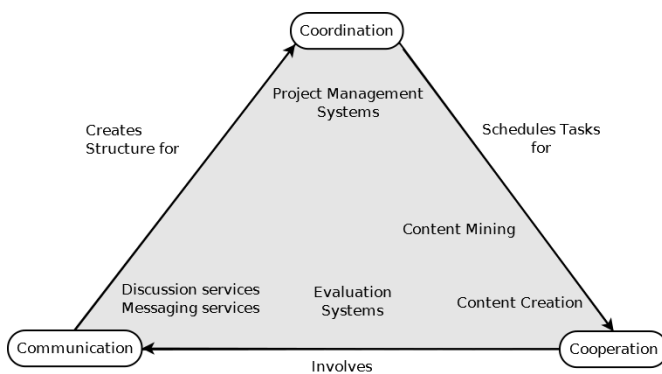 Coordination
Project Management
Systems
Creates
Structure for
Schedules Tasks
for
Content Mining
Discussion services
Messaging services
Evaluation
Systems
Content Creation
Communication
Cooperation
Involves